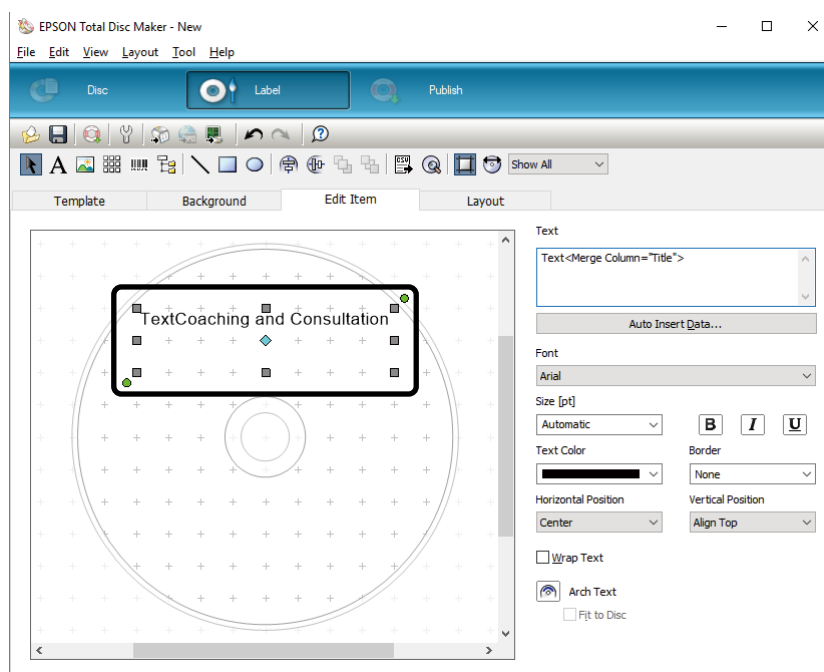 EPSON Total Disc Maker - New
File Edit View Layout Tool Help
Disc Label Publish
Show All
Template Background Edit Item Layout
Text
Text<Merge Column="Title">
Auto Insert Data...
TextCoaching and Consultation
Font
Arial
Size [pt]
Automatic B I U
Text Color Border
None
Horizontal Position Vertical Position
Center Align Top
Wrap Text
Arch Text
Fit to Disc